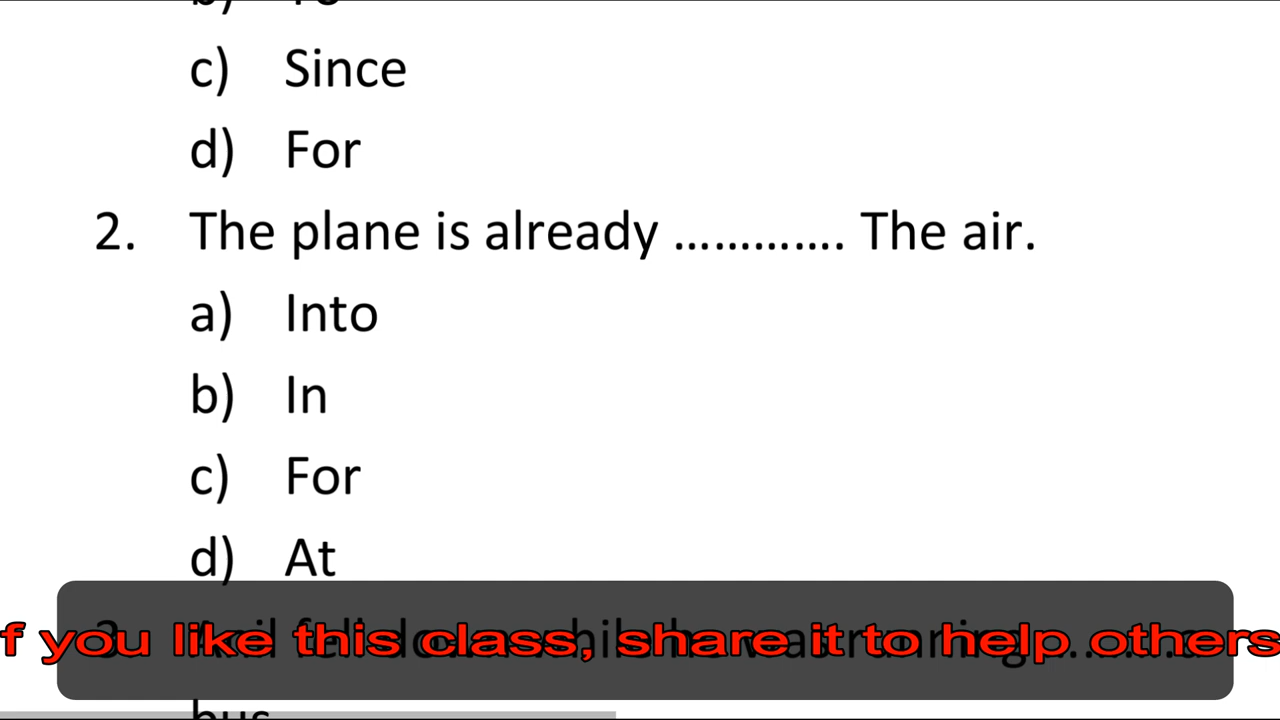 c) Since
d) For
2. The plane is already ............. The air.
a) Into
b) In
c) For
d) At
f you like this class, share it to help others